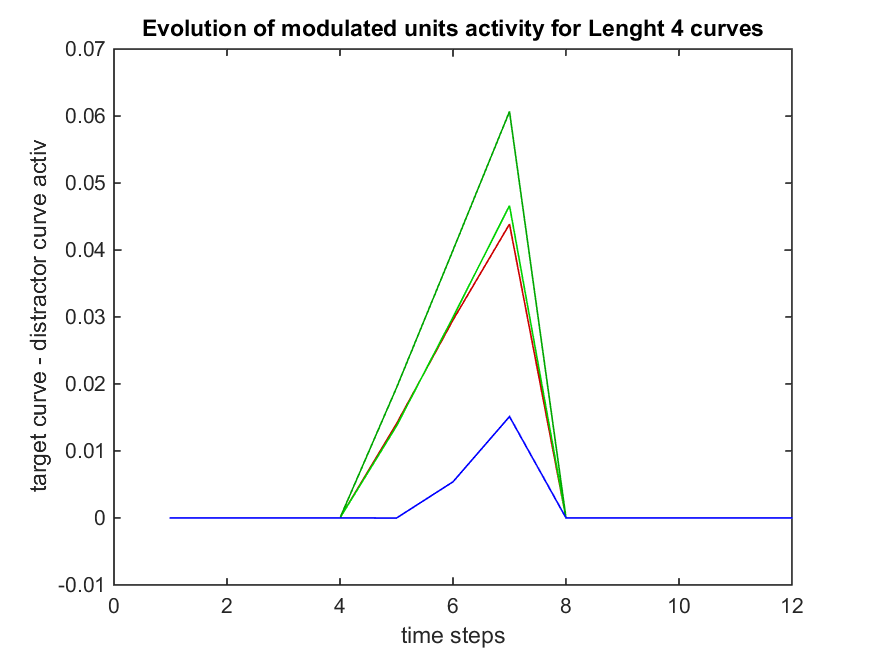 Evolution of modulated units activity for Lenght 4 curves
0.07
0.06
0.05
0.04
0.03
0.02
0.01
0
-0.01
target curve - distractor curve activ
0 2 4 6 8 10 12
time steps